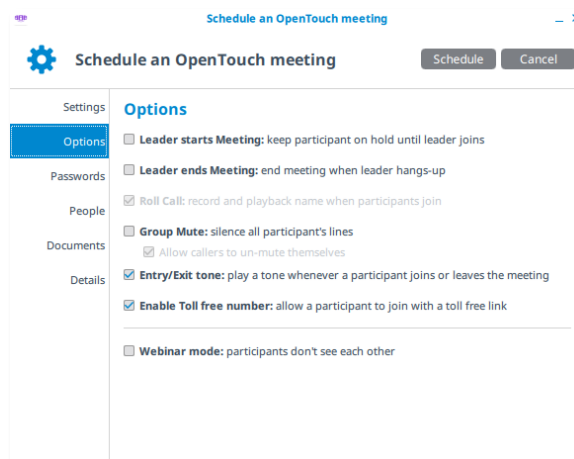 Schedule an OpenTouch meeting
Schedule an OpenTouch meeting
Schedule
Cancel
Settings
Options
Passwords
People
Documents
Details
Options
Leader starts Meeting: keep participant on hold until leader joins
Leader ends Meeting: end meeting when leader hangs-up
Roll Call: record and playback name when participants join
Group Mute: silence all participant's lines
Allow callers to un-mute themselves
Entry/Exit tone: play a tone whenever a participant joins or leaves the meeting
Enable Toll free number: allow a participant to join with a toll free link
Webinar mode: participants don't see each other